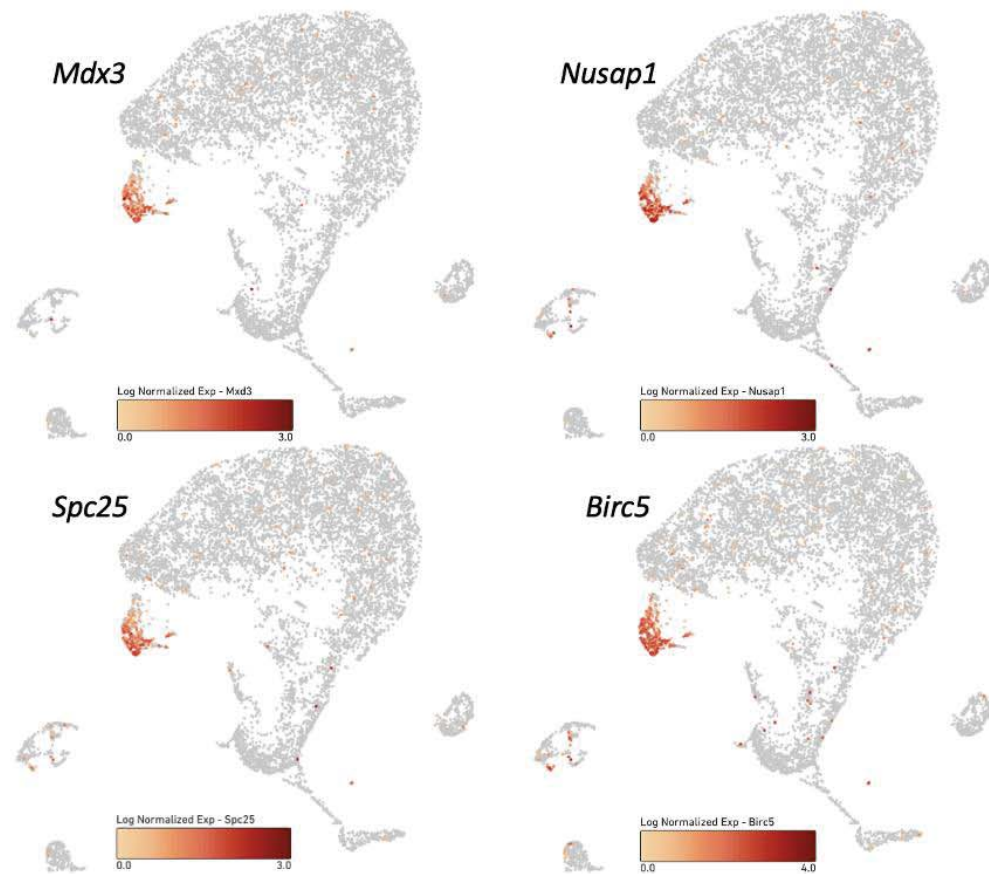 Mdx3
Nusap1
Log Normalized Exp - Mxd3
0.0 3.0
Log Normalized Exp - Nusap1
0.0 3.0
Spc25
Birc5
Log Normalized Exp - Spc25
0.0 3.0
Log Normalized Exp - Birc5
0.0 4.0